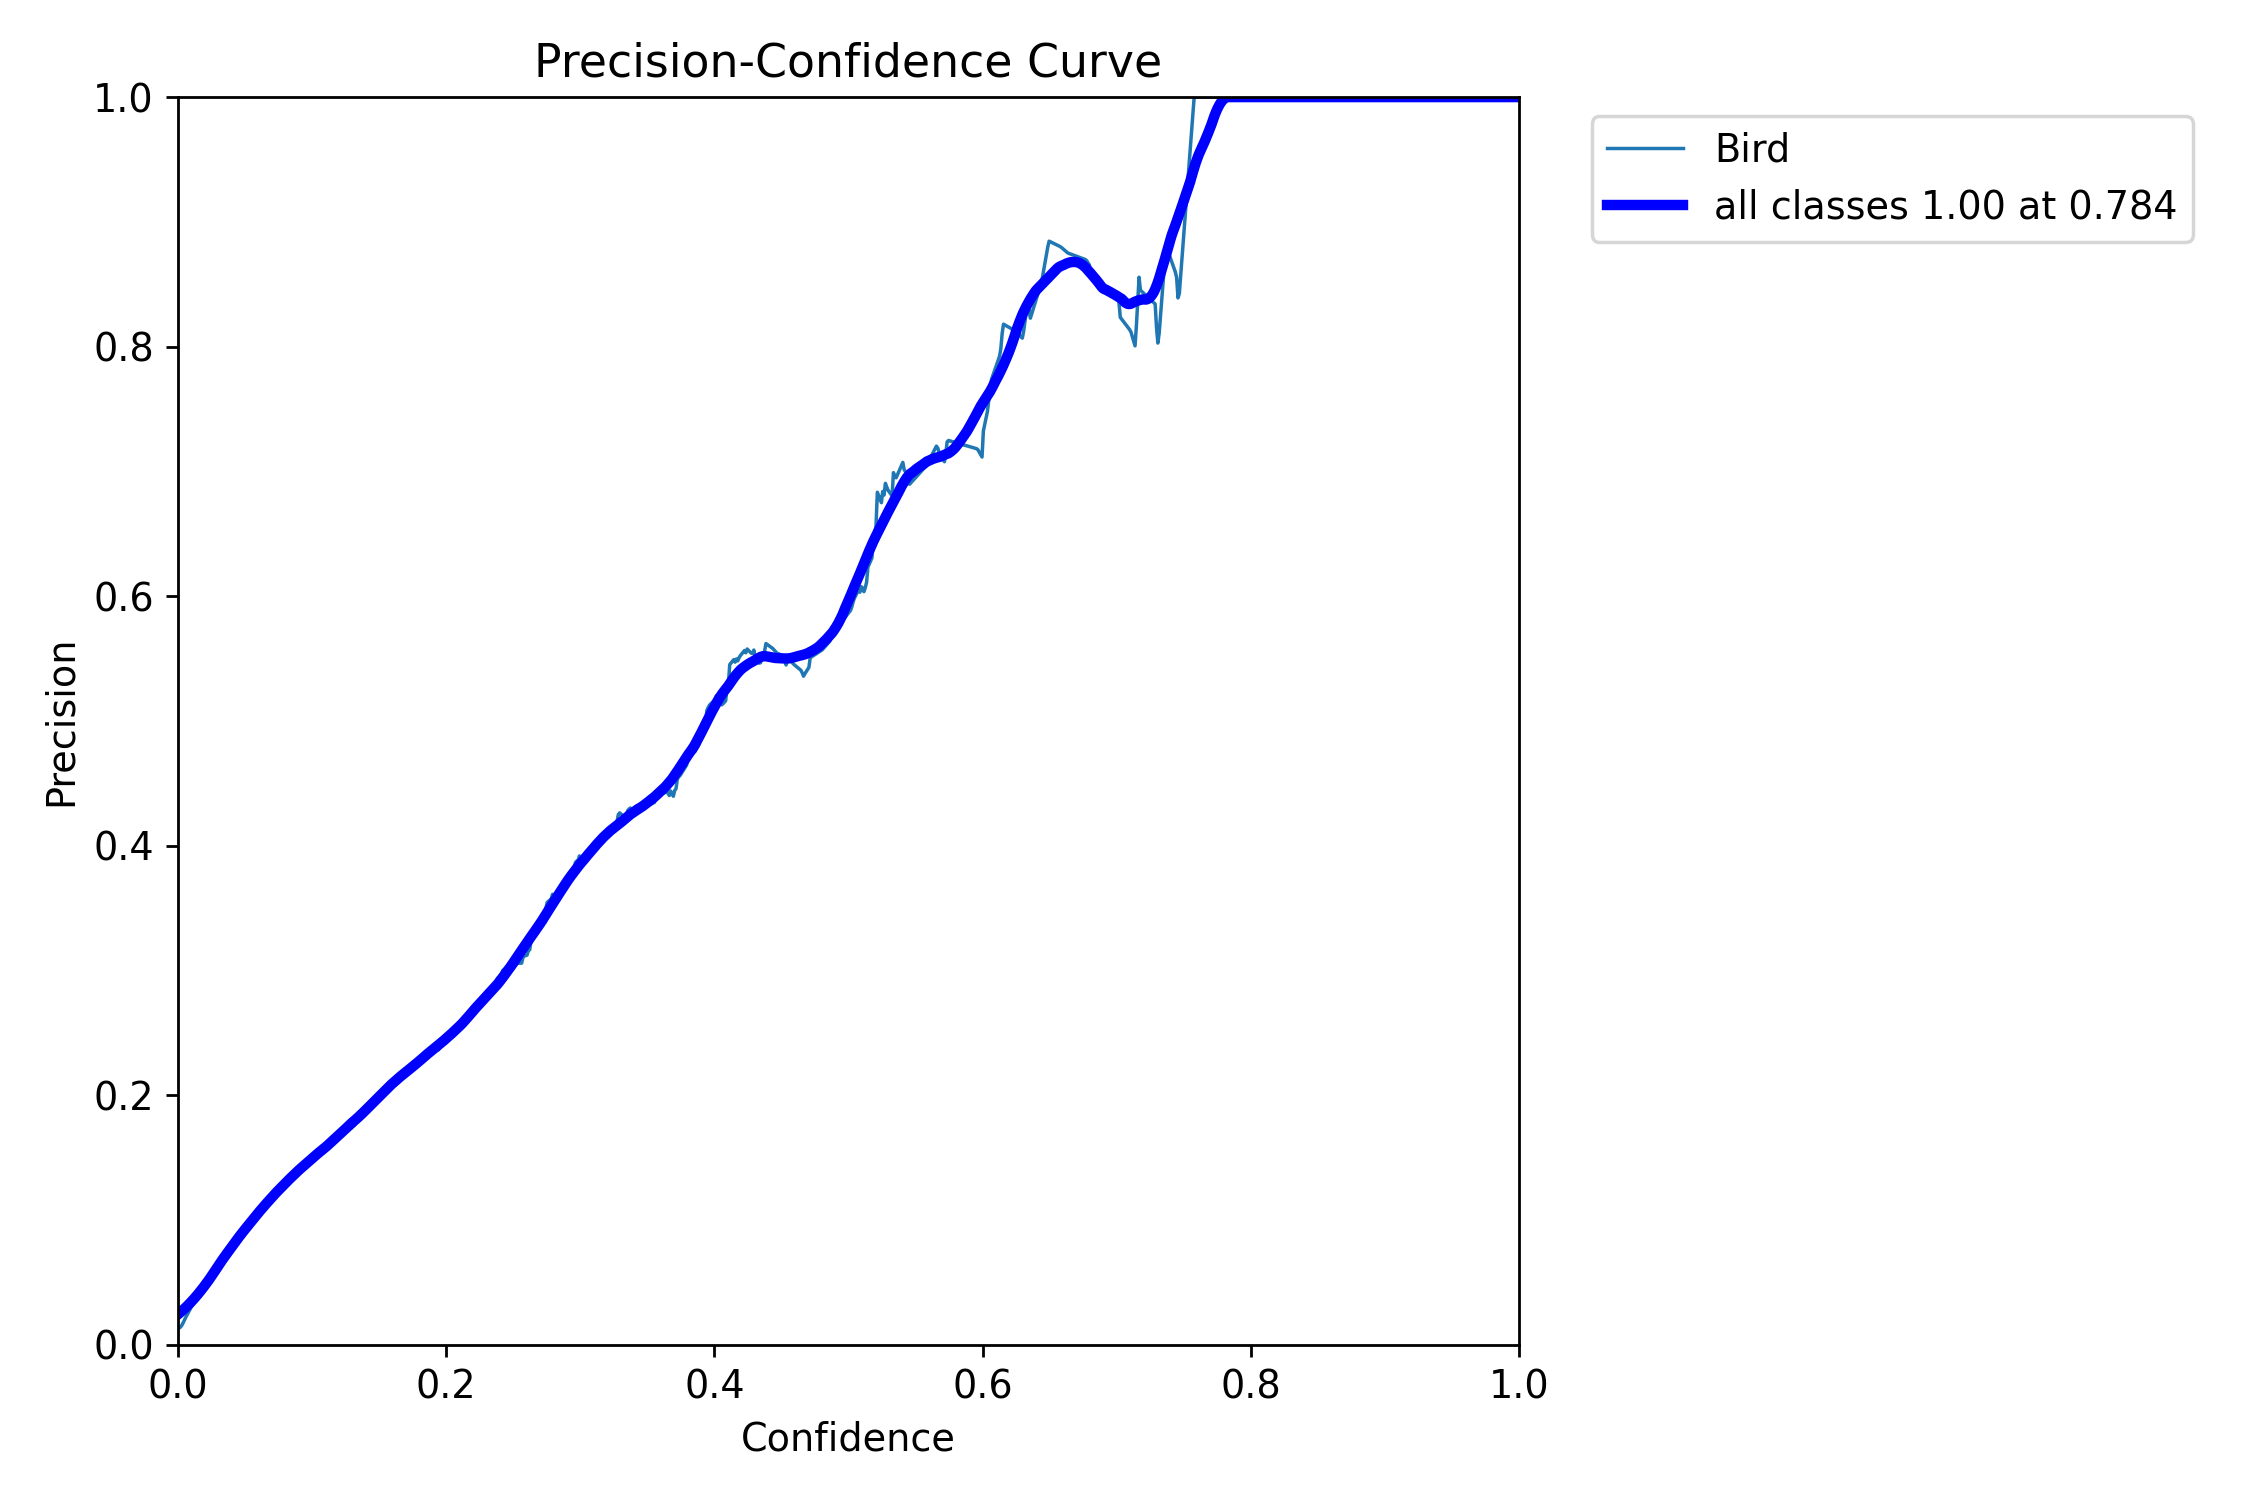 Precision-Confidence Curve
Bird
all classes 1.00 at 0.784
Precision
1.0
0.8
0.6
0.4
0.2
0.0
0.0 0.2 0.4 0.6 0.8 1.0
Confidence